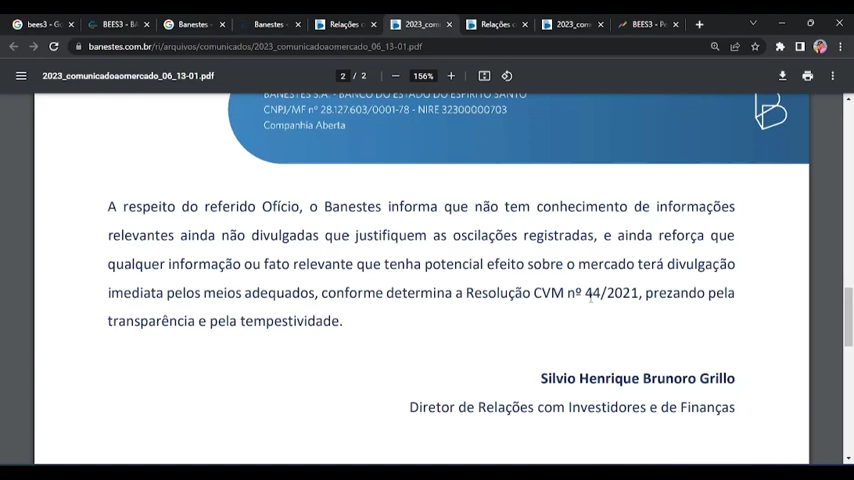 bees3 - Go
BEES3 - BA
Banestes -
Banestes -
Relações c
2023_com
Relações c
2023_com
BEES3 - Pe
banestes.com.br/ri/arquivos/comunicados/2023_comunicadoaomercado_06_13-01.pdf
2023_comunicadoaomercado_06_13-01.pdf
2 / 2
156%
BANESTES S.A. - BANCO DO ESTADO DO ESPÍRITO SANTO
CNPJ/MF nº 28.127.603/0001-78 - NIRE 32300000703
Companhia Aberta
A respeito do referido Ofício, o Banestes informa que não tem conhecimento de informações
relevantes ainda não divulgadas que justifiquem as oscilações registradas, e ainda reforça que
qualquer informação ou fato relevante que tenha potencial efeito sobre o mercado terá divulgação
imediata pelos meios adequados, conforme determina a Resolução CVM nº 44/2021, prezando pela
transparência e pela tempestividade.
Silvio Henrique Brunoro Grillo
Diretor de Relações com Investidores e de Finanças